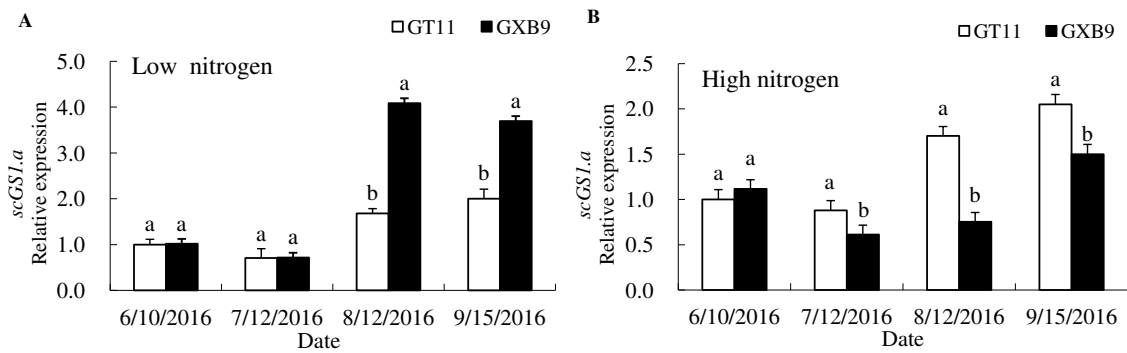 A
GT11 GXB9
Low nitrogen
scGS1.a
Relative expression
5.0
4.0
3.0
2.0
1.0
0.0
a a
a a
b a
b a
6/10/2016 7/12/2016 8/12/2016 9/15/2016
Date
B
GT11 GXB9
High nitrogen
scGS1.a
Relative expression
2.5
2.0
1.5
1.0
0.5
0.0
a a
a b
a b
a b
6/10/2016 7/12/2016 8/12/2016 9/15/2016
Date